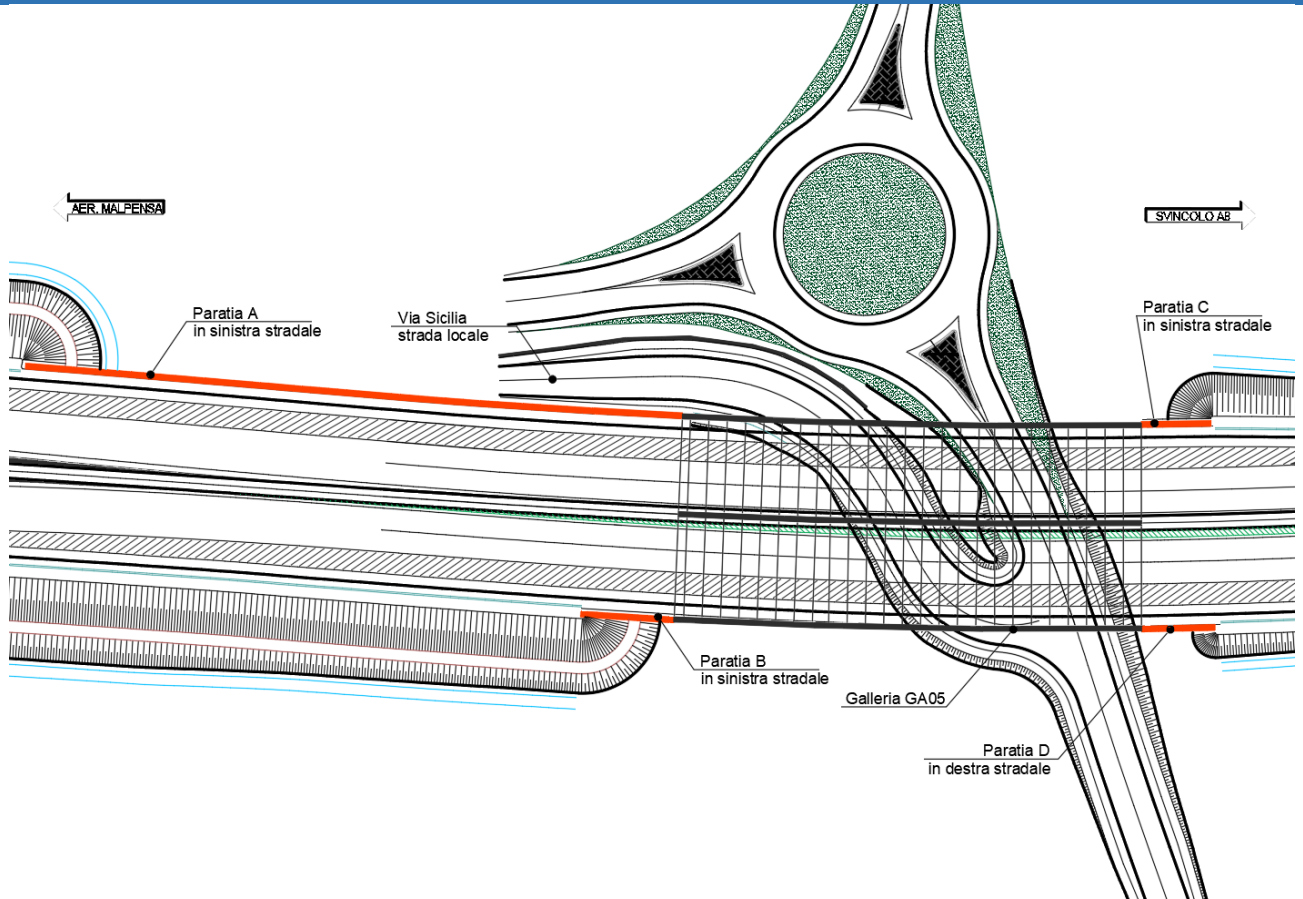 AER. MALPENSA
SVINCOLO A8
Paratia A
in sinistra stradale
Via Sicilia
strada locale
Paratia C
in sinistra stradale
Paratia B
in sinistra stradale
Galleria GA05
Paratia D
in destra stradale